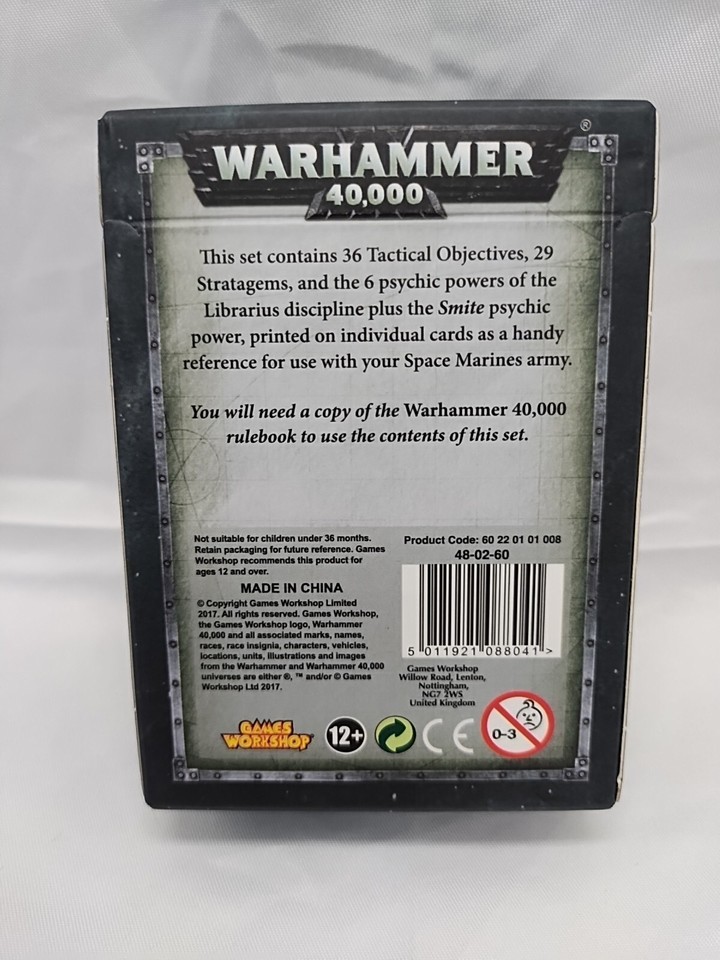 WARHAMMER®
40,000
This set contains 36 Tactical Objectives, 29
Stratagems, and the 6 psychic powers of the
Librarius discipline plus the Smite psychic
power, printed on individual cards as a handy
reference for use with your Space Marines army.
You will need a copy of the Warhammer 40,000
rulebook to use the contents of this set.
Not suitable for children under 36 months.
Retain packaging for future reference. Games
Workshop recommends this product for
ages 12 and over.
MADE IN CHINA
© Copyright Games Workshop Limited
2017. All rights reserved. Games Workshop,
the Games Workshop logo, Warhammer
40,000 and all associated marks, names,
races, race insignia, characters, vehicles,
locations, units, illustrations and images
from the Warhammer and Warhammer 40,000
universes are either ®, ™ and/or © Games
Workshop Ltd 2017.
Product Code: 60 22 01 01 008
48-02-60
5 011921 088041 >
Games Workshop
Willow Road, Lenton,
Nottingham,
NG7 2WS
United Kingdom
GAMES
WORKSHOP
12+
CE
0-3